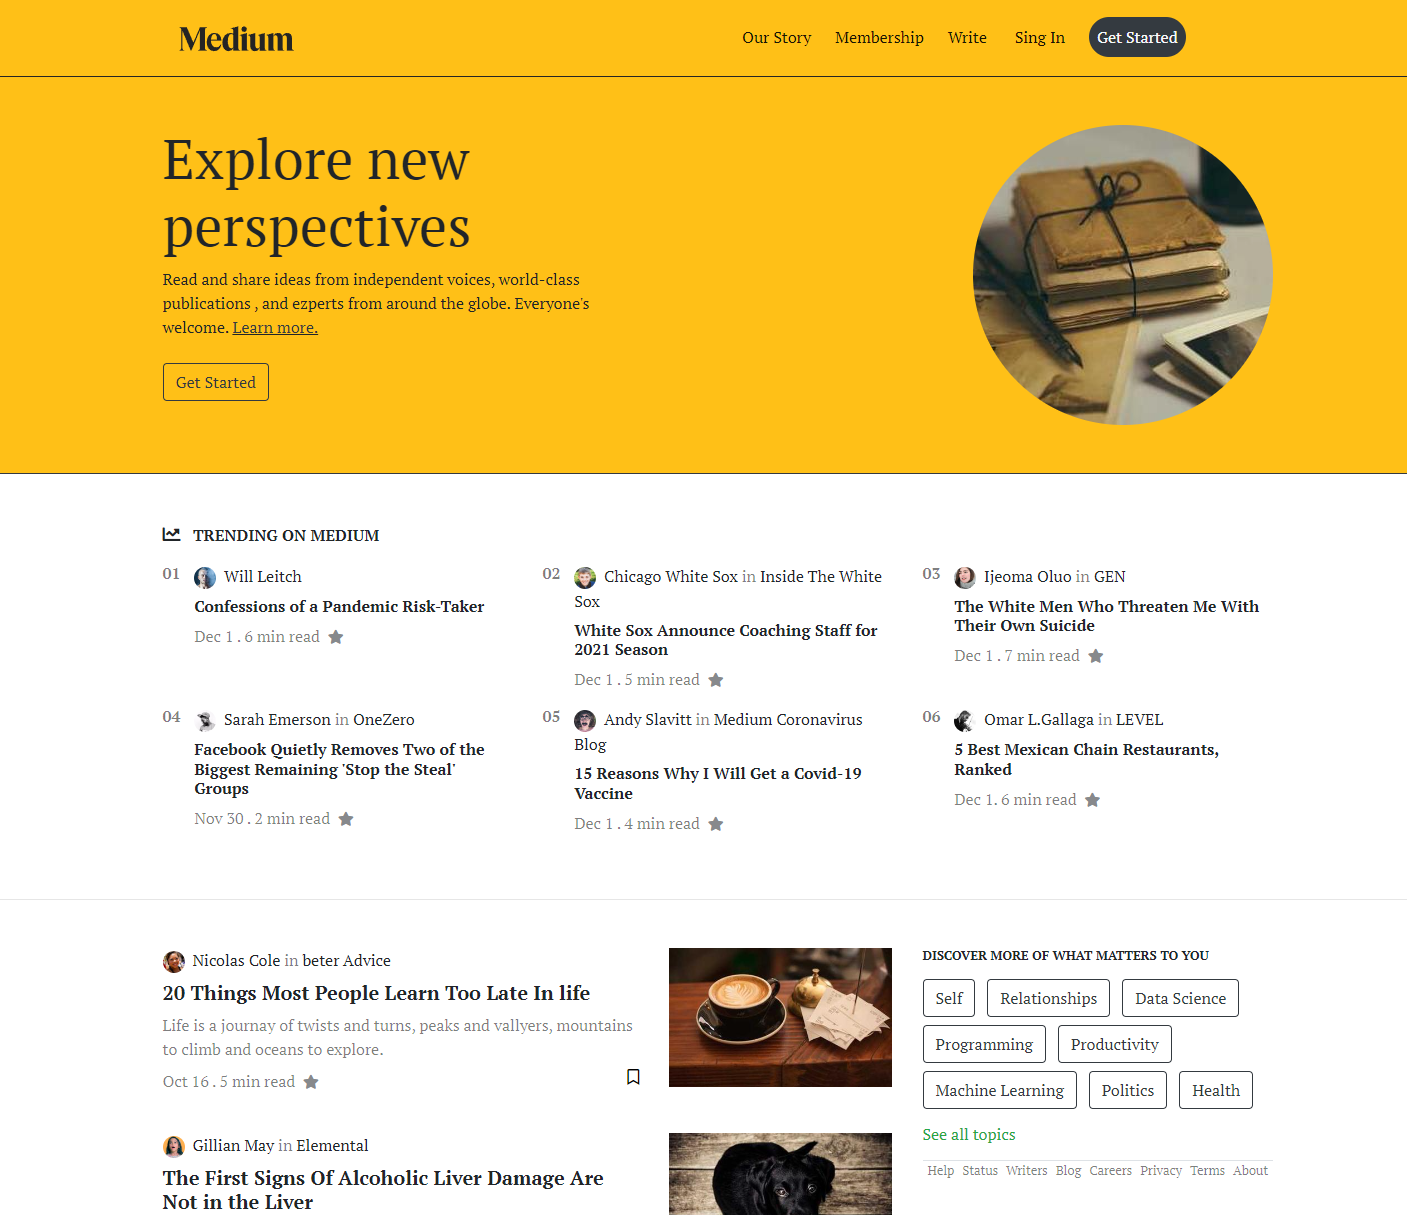 Medium
Our Story Membership Write Sing In Get Started
Explore new
perspectives
Read and share ideas from independent voices, world-class
publications , and ezperts from around the globe. Everyone's
welcome. Learn more.
Get Started
TRENDING ON MEDIUM
01 Will Leitch
Confessions of a Pandemic Risk-Taker
Dec 1 . 6 min read
02 Chicago White Sox in Inside The White
Sox
White Sox Announce Coaching Staff for
2021 Season
Dec 1 . 5 min read
03 Ijeoma Oluo in GEN
The White Men Who Threaten Me With
Their Own Suicide
Dec 1 . 7 min read
04 Sarah Emerson in OneZero
Facebook Quietly Removes Two of the
Biggest Remaining 'Stop the Steal'
Groups
Nov 30 . 2 min read
05 Andy Slavitt in Medium Coronavirus
Blog
15 Reasons Why I Will Get a Covid-19
Vaccine
Dec 1 . 4 min read
06 Omar L.Gallaga in LEVEL
5 Best Mexican Chain Restaurants,
Ranked
Dec 1. 6 min read
Nicolas Cole in beter Advice
20 Things Most People Learn Too Late In life
Life is a journay of twists and turns, peaks and vallyers, mountains
to climb and oceans to explore.
Oct 16 . 5 min read
Gillian May in Elemental
The First Signs Of Alcoholic Liver Damage Are
Not in the Liver
DISCOVER MORE OF WHAT MATTERS TO YOU
Self Relationships Data Science
Programming Productivity
Machine Learning Politics Health
See all topics
Help Status Writers Blog Careers Privacy Terms About